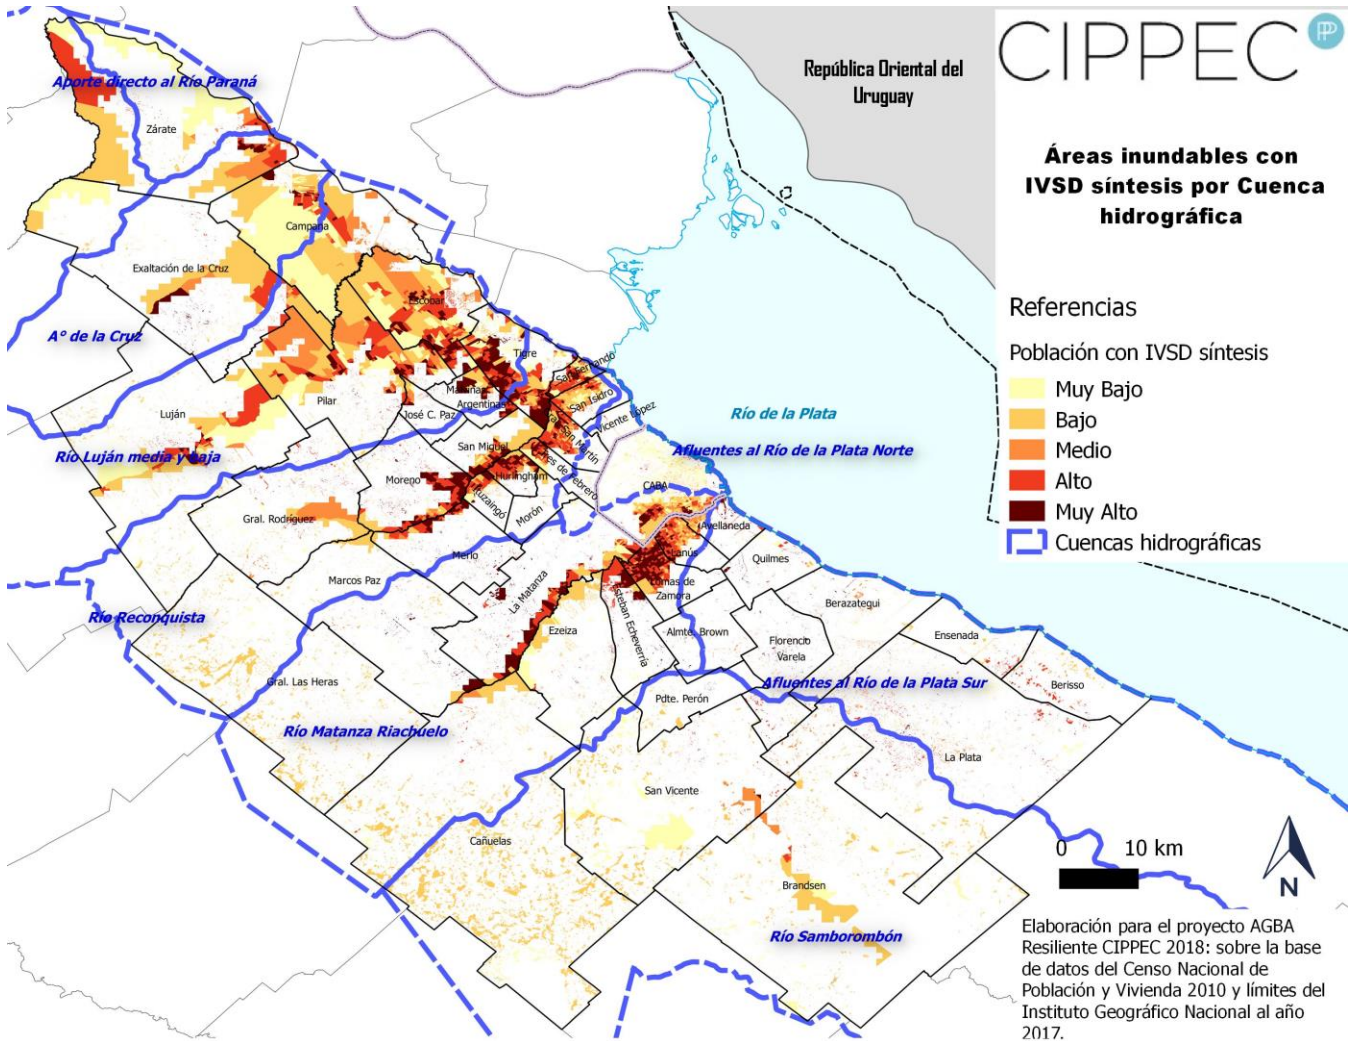 CIPPEC
PP
República Oriental del
Uruguay
Áreas inundables con
IVSD síntesis por Cuenca
hidrográfica
Referencias
Población con IVSD síntesis
Muy Bajo
Bajo
Medio
Alto
Muy Alto
Cuencas hidrográficas
Aporte directo al Río Paraná
Zárate
Campana
Exaltación de la Cruz
Escobar
A° de la Cruz
Tigre
San Fernando
Malvinas
Argentinas
San Isidro
Luján
Pilar
José C. Paz
Vicente López
Río de la Plata
Gral. San Martín
San Miguel
Río Luján media y baja
Afluentes al Río de la Plata Norte
Tres de Febrero
Hurlingham
Moreno
CABA
Ituzaingó
Morón
Gral. Rodríguez
Avellaneda
Lanús
Merlo
Quilmes
Marcos Paz
La Matanza
Lomas de
Zamora
Berazategui
Río Reconquista
Esteban Echeverría
Ezeiza
Almte. Brown
Florencio
Varela
Ensenada
Gral. Las Heras
Afluentes al Río de la Plata Sur
Berisso
Pdte. Perón
Río Matanza Riachuelo
La Plata
San Vicente
Cañuelas
Brandsen
Río Samborombón
0 10 km
N
Elaboración para el proyecto AGBA
Resiliente CIPPEC 2018: sobre la base
de datos del Censo Nacional de
Población y Vivienda 2010 y límites del
Instituto Geográfico Nacional al año
2017.